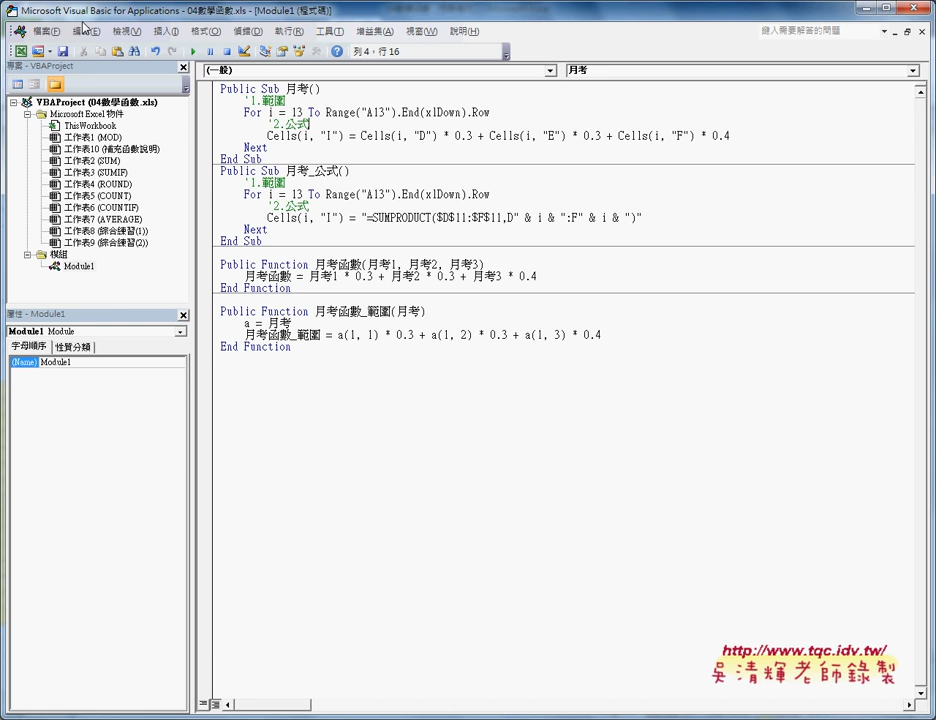 Microsoft Visual Basic for Applications - 04數學函數.xls - [Module1 (程式碼)]
檔案(F) 編輯(E) 檢視(V) 插入(I) 格式(O) 偵錯(D) 執行(R) 工具(T) 增益集(A) 視窗(W) 說明(H) 鍵入需要解答的問題
列 4，行 16
專案 - VBAProject
VBAProject (04數學函數.xls)
Microsoft Excel 物件
ThisWorkbook
工作表1 (MOD)
工作表10 (補充函數說明)
工作表2 (SUM)
工作表3 (SUMIF)
工作表4 (ROUND)
工作表5 (COUNT)
工作表6 (COUNTIF)
工作表7 (AVERAGE)
工作表8 (綜合練習(1))
工作表9 (綜合練習(2))
模組
Module1
屬性 - Module1
Module1 Module
字母順序 性質分類
(Name) Module1
(一般) 月考
Public Sub 月考()
'1.範圍
For i = 13 To Range("A13").End(xlDown).Row
'2.公式
Cells(i, "I") = Cells(i, "D") * 0.3 + Cells(i, "E") * 0.3 + Cells(i, "F") * 0.4
Next
End Sub
Public Sub 月考_公式()
'1.範圍
For i = 13 To Range("A13").End(xlDown).Row
'2.公式
Cells(i, "I") = "=SUMPRODUCT($D$11:$F$11,D" & i & ":F" & i & ")"
Next
End Sub
Public Function 月考函數(月考1, 月考2, 月考3)
月考函數 = 月考1 * 0.3 + 月考2 * 0.3 + 月考3 * 0.4
End Function
Public Function 月考函數_範圍(月考)
a = 月考
月考函數_範圍 = a(1, 1) * 0.3 + a(1, 2) * 0.3 + a(1, 3) * 0.4
End Function
http://www.tqc.idv.tw/
吳清輝老師錄製